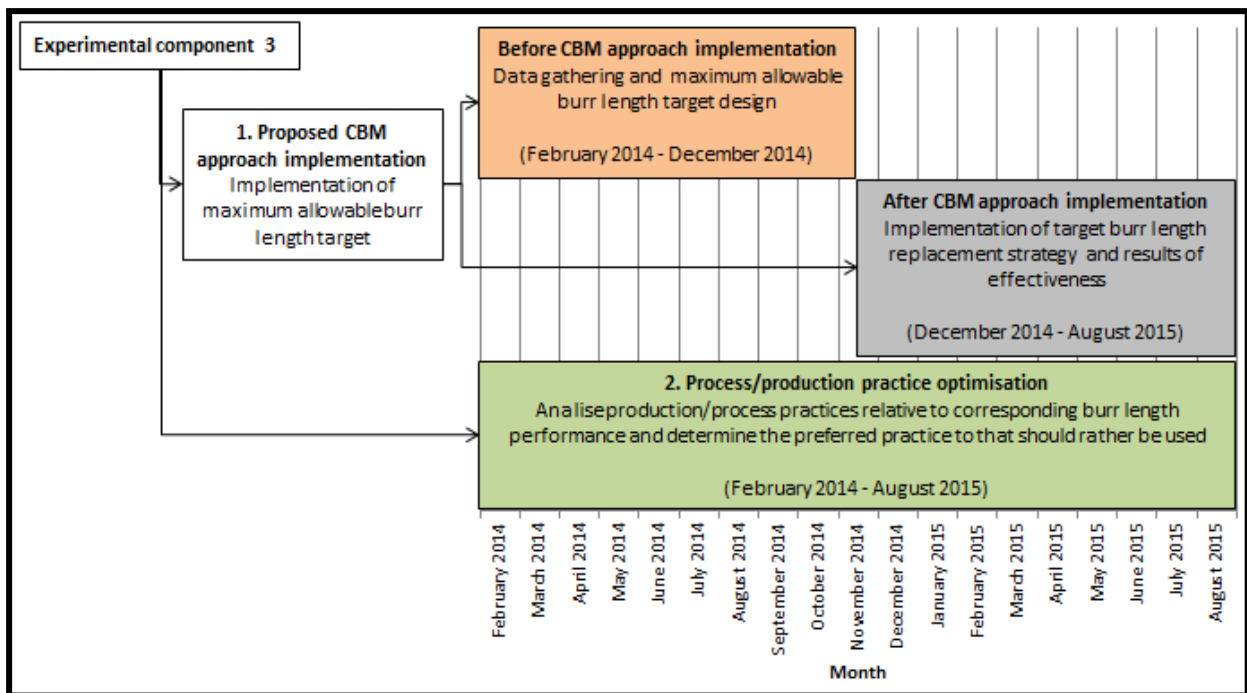 Experimental component 3
1. Proposed CBM
approach implementation
Implementation of
maximum allowable burr
length target
Before CBM approach implementation
Data gathering and maximum allowable
burr length target design
(February 2014 - December 2014)
After CBM approach implementation
Implementation of target burr length
replacement strategy and results of
effectiveness
(December 2014 - August 2015)
2. Process/production practice optimisation
Analise production/process practices relative to corresponding burr length
performance and determine the preferred practice to that should rather be used
(February 2014 - August 2015)
February 2014
March 2014
April 2014
May 2014
June 2014
July 2014
August 2014
September 2014
October 2014
November 2014
December 2014
January 2015
February 2015
March 2015
April 2015
May 2015
June 2015
July 2015
August 2015
Month